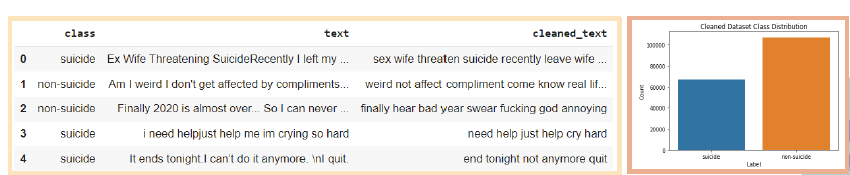 class text cleaned_text
0 suicide Ex Wife Threatening SuicideRecently I left my ... sex wife threaten suicide recently leave wife ...
1 non-suicide Am I weird I don't get affected by compliments... weird not affect compliment come know real lif...
2 non-suicide Finally 2020 is almost over... So I can never ... finally hear bad year swear fucking god annoying
3 suicide i need helpjust help me im crying so hard need help just help cry hard
4 suicide It ends tonight.I can't do it anymore. \nI quit. end tonight not anymore quit
Cleaned Dataset Class Distribution
100000
80000
60000
40000
20000
0
Count
suicide non-suicide
Label